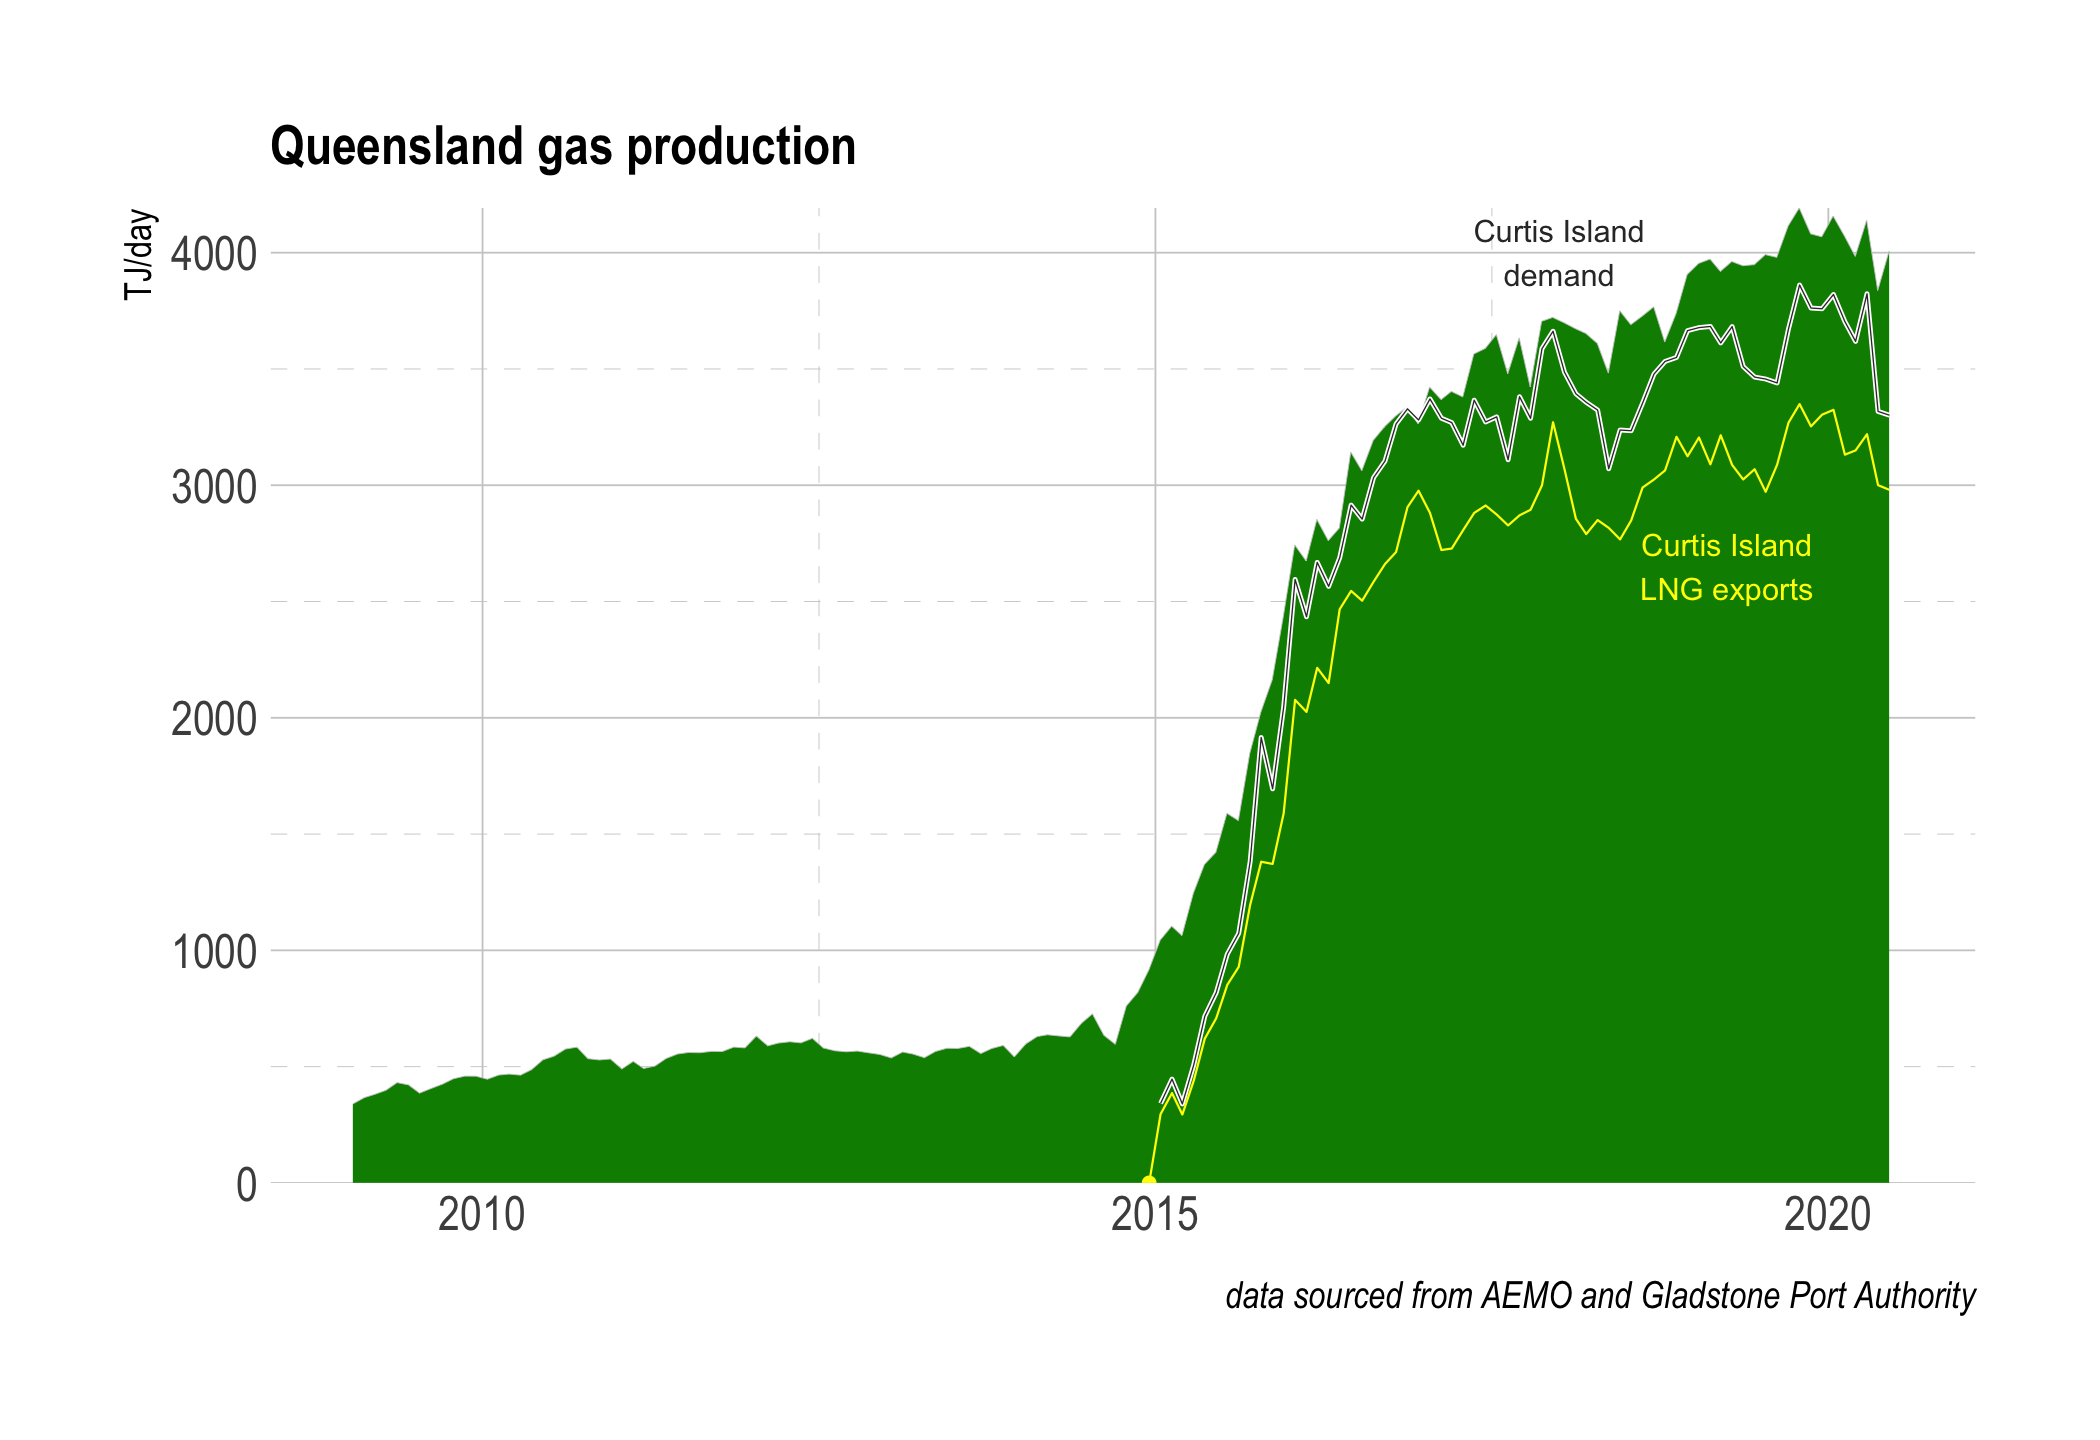 Queensland gas production
TJ/day
4000
3000
2000
1000
0
Curtis Island
demand
Curtis Island
LNG exports
2010
2015
2020
data sourced from AEMO and Gladstone Port Authority